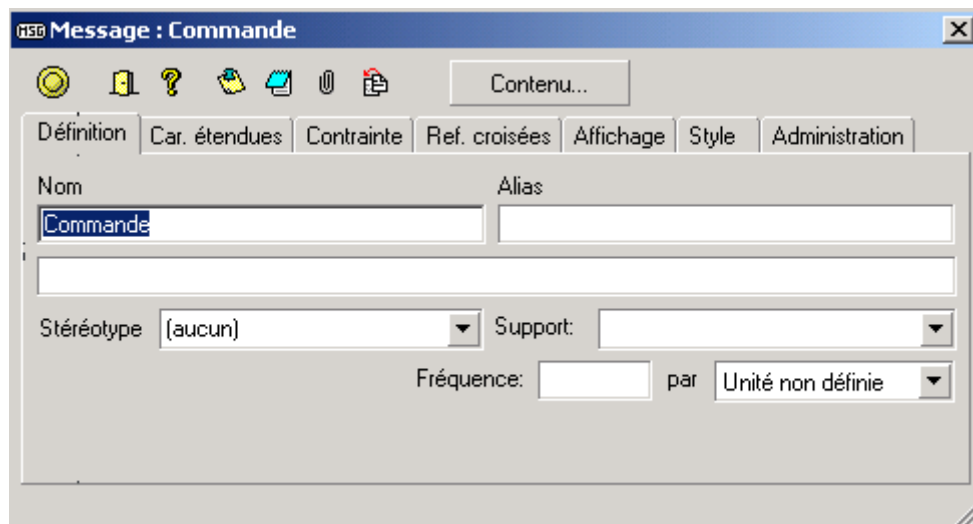 MSG Message : Commande
Contenu...
Définition Car. étendues Contrainte Ref. croisées Affichage Style Administration
Nom Alias
Commande
Stéréotype (aucun) Support:
Fréquence: par Unité non définie